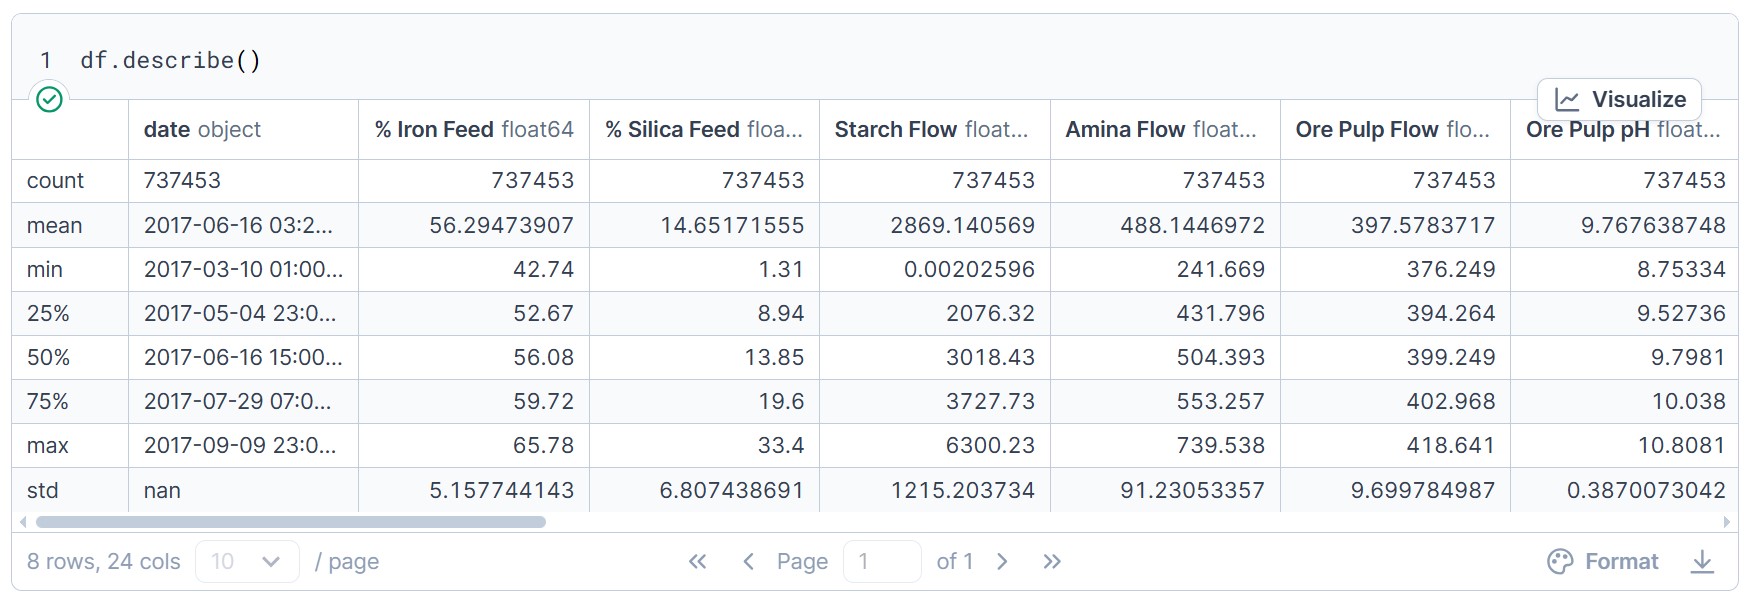 1 df.describe()
Visualize
date object % Iron Feed float64 % Silica Feed floa... Starch Flow float... Amina Flow float... Ore Pulp Flow flo... Ore Pulp pH float...
count 737453 737453 737453 737453 737453 737453 737453
mean 2017-06-16 03:2... 56.29473907 14.65171555 2869.140569 488.1446972 397.5783717 9.767638748
min 2017-03-10 01:00... 42.74 1.31 0.00202596 241.669 376.249 8.75334
25% 2017-05-04 23:0... 52.67 8.94 2076.32 431.796 394.264 9.52736
50% 2017-06-16 15:00... 56.08 13.85 3018.43 504.393 399.249 9.7981
75% 2017-07-29 07:0... 59.72 19.6 3727.73 553.257 402.968 10.038
max 2017-09-09 23:0... 65.78 33.4 6300.23 739.538 418.641 10.8081
std nan 5.157744143 6.807438691 1215.203734 91.23053357 9.699784987 0.3870073042
8 rows, 24 cols 10 / page « < Page 1 of 1 > » Format